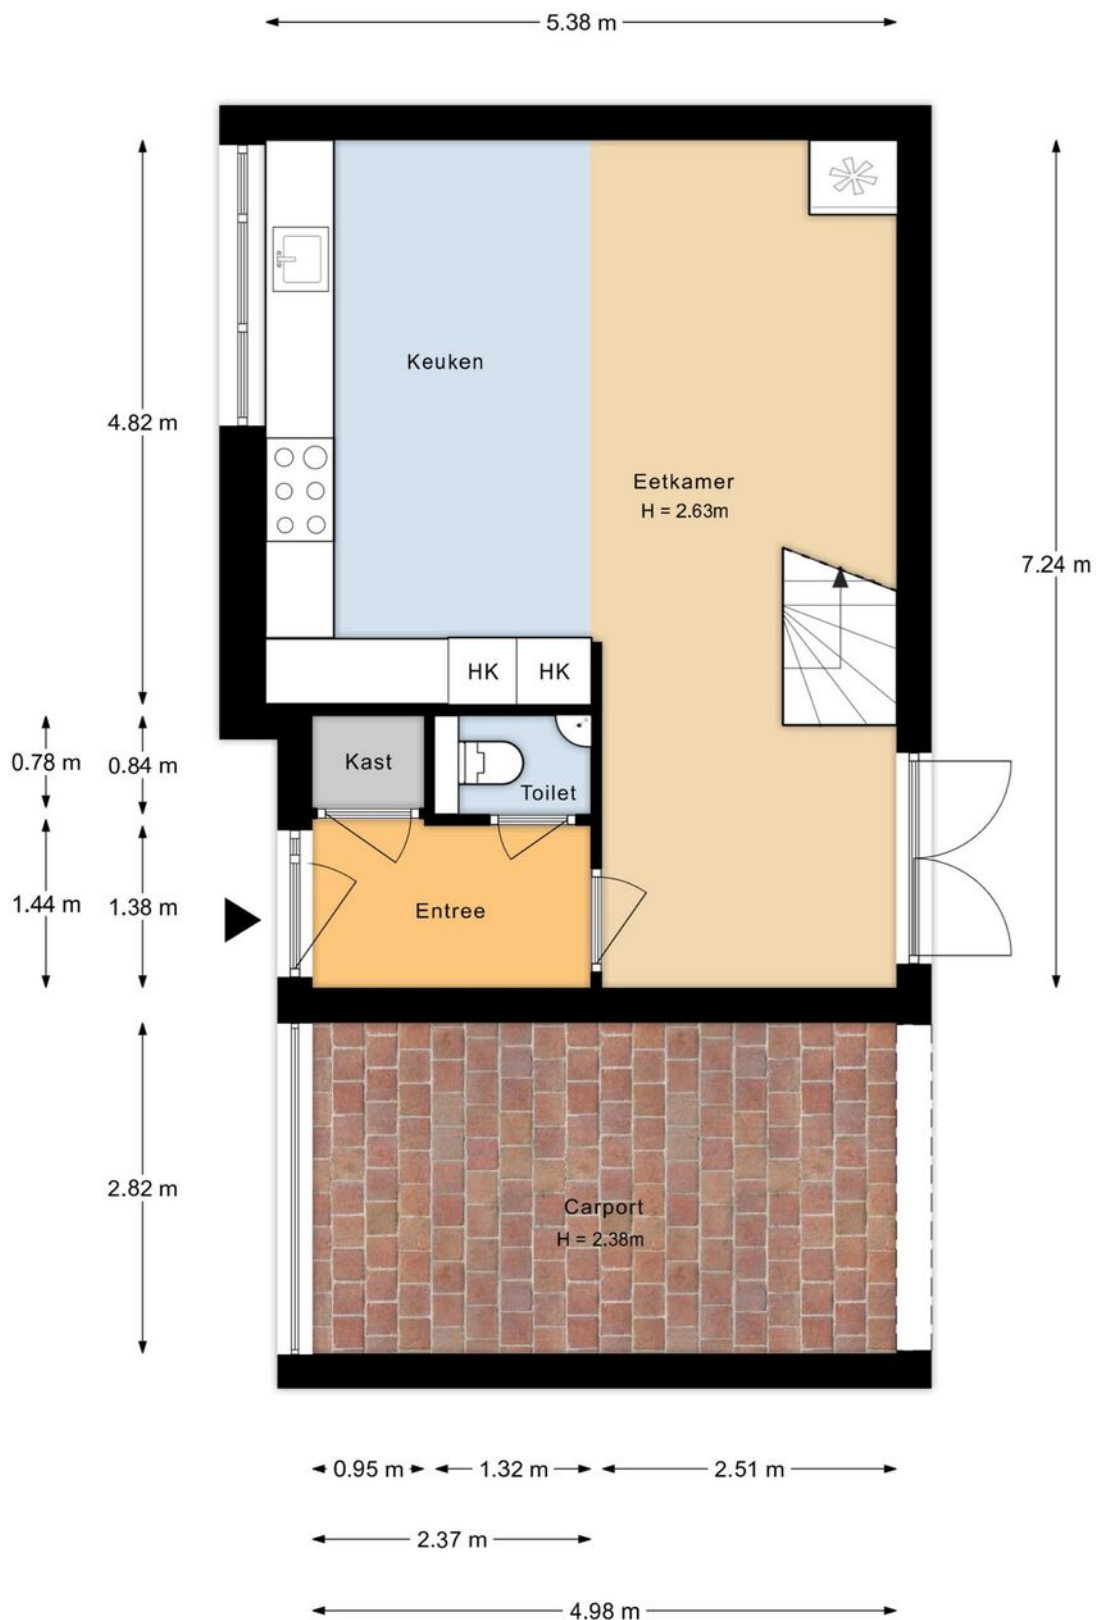 5.38 m
Keuken
4.82 m
Eetkamer
H = 2.63m
7.24 m
HK
HK
0.78 m
0.84 m
Kast
Toilet
1.44 m
1.38 m
Entree
2.82 m
Carport
H = 2.38m
0.95 m
1.32 m
2.51 m
2.37 m
4.98 m